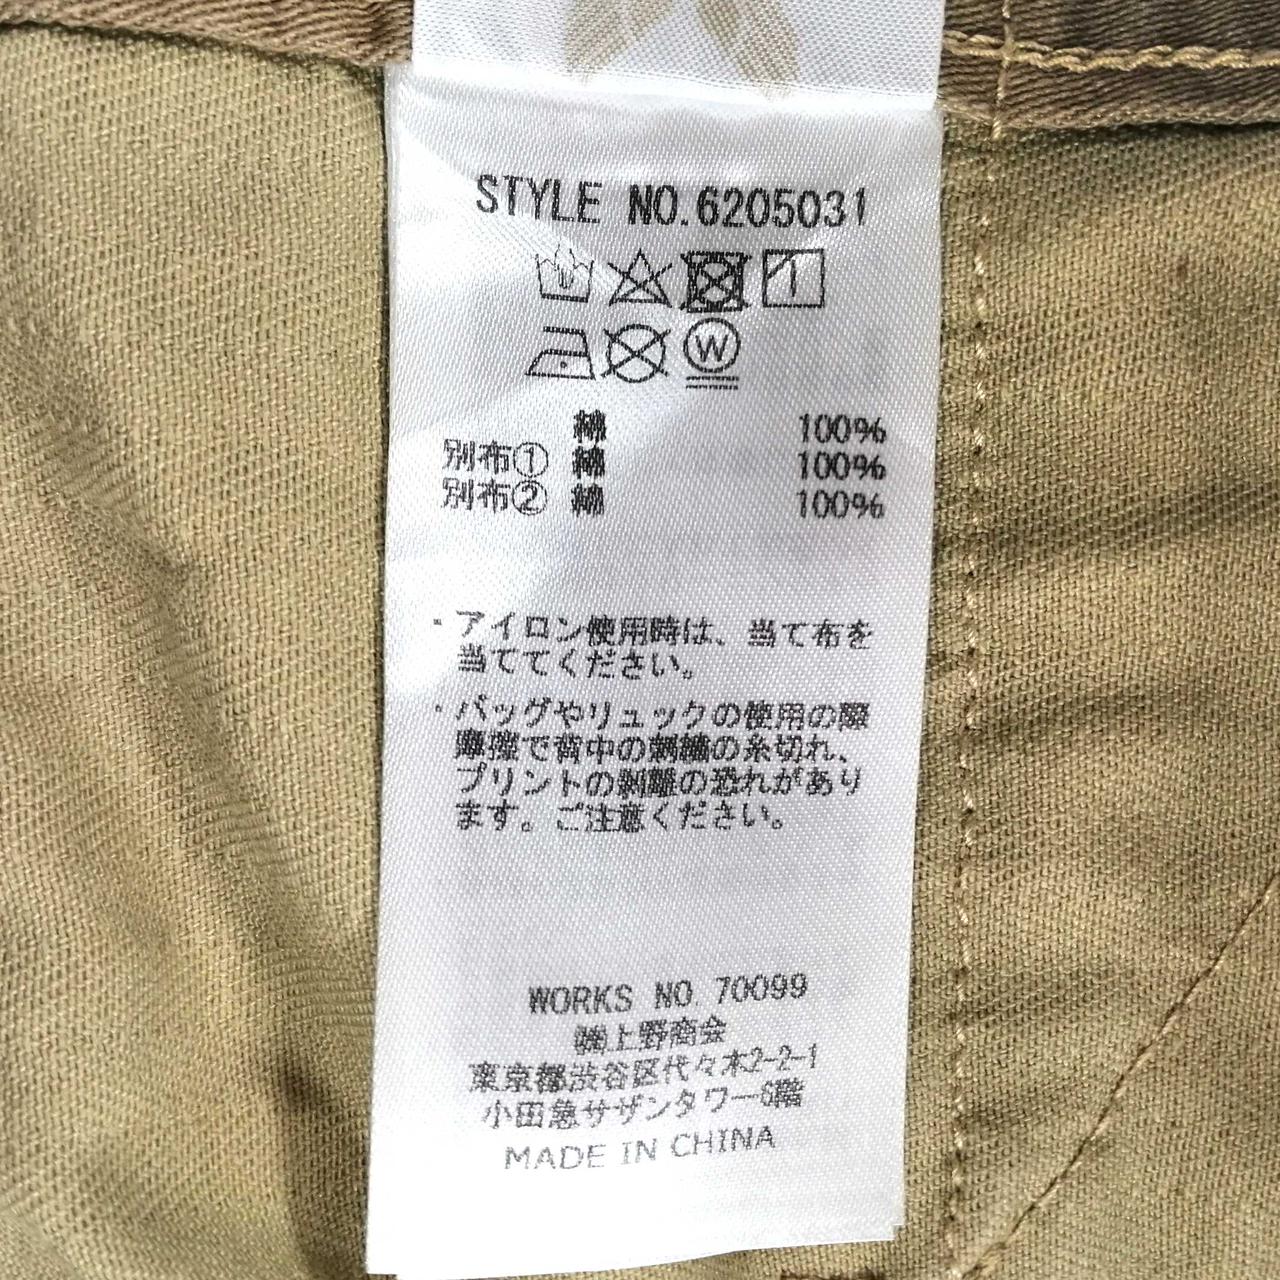 STYLE NO.6205031
W
綿 100%
別布① 綿 100%
別布② 綿 100%
・アイロン使用時は、当て布を
当ててください。
・バッグやリュックの使用の際
摩擦で背中の刺繍の糸切れ、
プリントの剥離の恐れがあり
ます。ご注意ください。
WORKS NO. 70099
㈱上野商会
東京都渋谷区代々木2-2-1
小田急サザンタワー6階
MADE IN CHINA